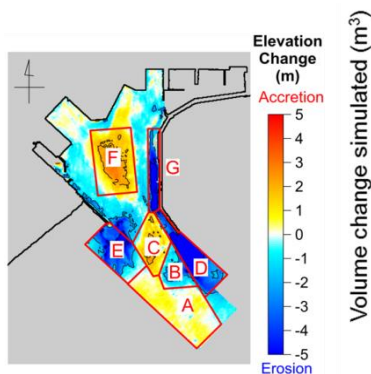 Elevation
Change
(m)
Accretion
5
4
3
2
1
0
-1
-2
-3
-4
-5
Erosion
F
G
E
C
B
D
A
Volume change simulated (m³)